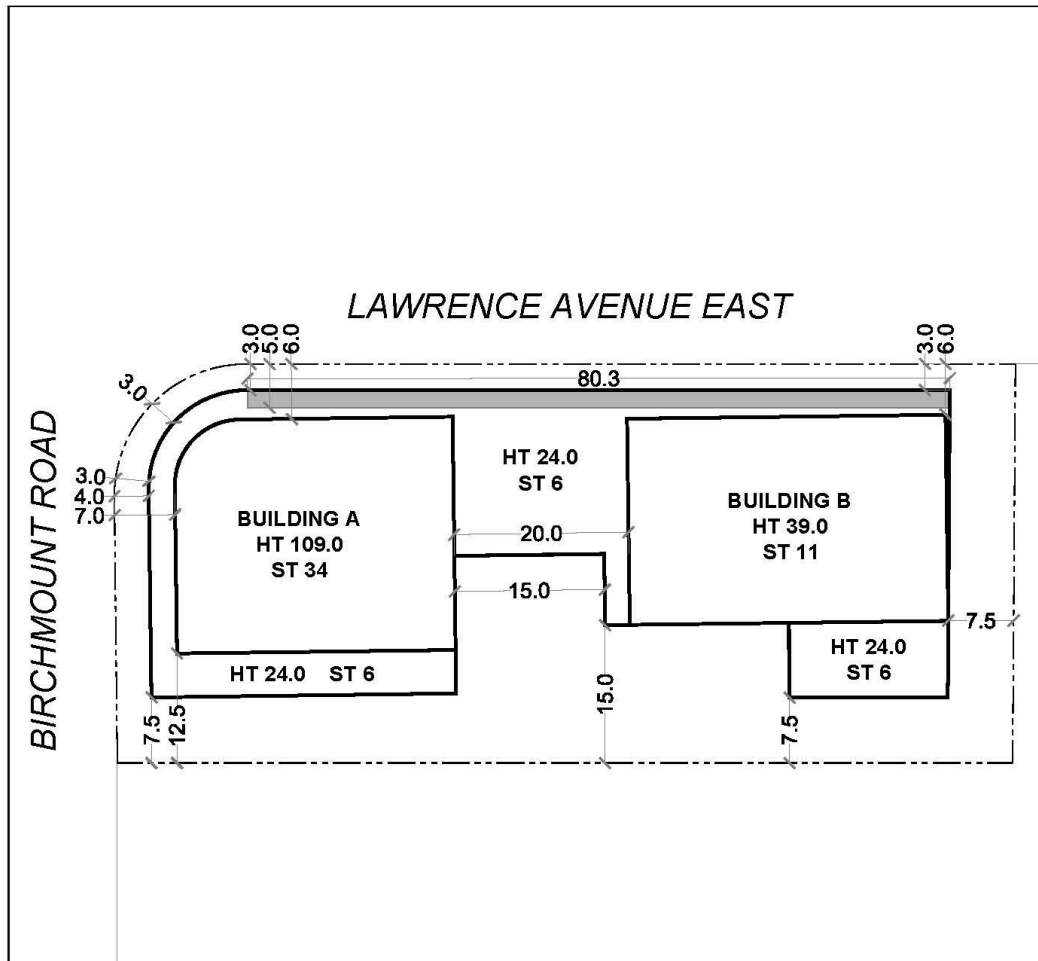 LAWRENCE AVENUE EAST
3.0
5.0
6.0
3.0
6.0
80.3
3.0
BIRCHMOUNT ROAD
3.0
4.0
7.0
HT 24.0
ST 6
BUILDING A
HT 109.0
ST 34
20.0
15.0
BUILDING B
HT 39.0
ST 11
7.5
HT 24.0 ST 6
HT 24.0
ST 6
7.5
12.5
15.0
7.5